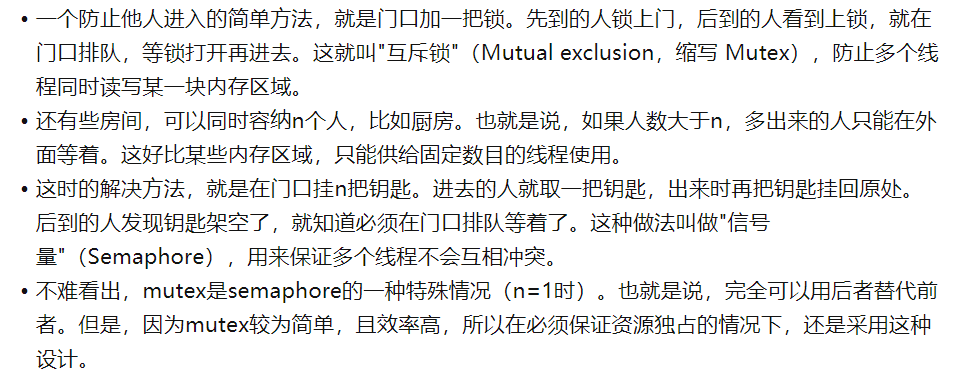 • 一个防止他人进入的简单方法，就是门口加一把锁。先到的人锁上门，后到的人看到上锁，就在
门口排队，等锁打开再进去。这就叫"互斥锁"（Mutual exclusion，缩写 Mutex），防止多个线
程同时读写某一块内存区域。
• 还有些房间，可以同时容纳n个人，比如厨房。也就是说，如果人数大于n，多出来的人只能在外
面等着。这好比某些内存区域，只能供给固定数目的线程使用。
• 这时的解决方法，就是在门口挂n把钥匙。进去的人就取一把钥匙，出来时再把钥匙挂回原处。
后到的人发现钥匙架空了，就知道必须在门口排队等着了。这种做法叫做"信号
量"（Semaphore），用来保证多个线程不会互相冲突。
• 不难看出，mutex是semaphore的一种特殊情况（n=1时）。也就是说，完全可以用后者替代前
者。但是，因为mutex较为简单，且效率高，所以在必须保证资源独占的情况下，还是采用这种
设计。